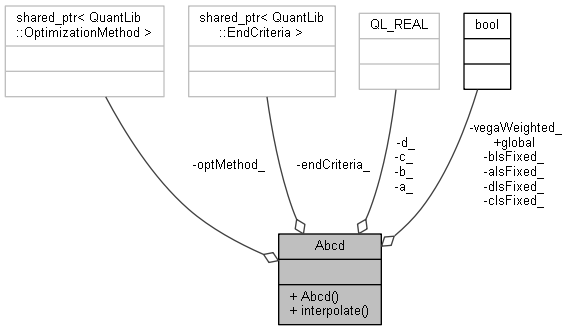 shared_ptr< QuantLib
::OptimizationMethod >
shared_ptr< QuantLib
::EndCriteria >
QL_REAL
bool
-optMethod_
-endCriteria_
-d_
-c_
-b_
-a_
-vegaWeighted_
+global
-bIsFixed_
-aIsFixed_
-dIsFixed_
-cIsFixed_
Abcd
+ Abcd()
+ interpolate()